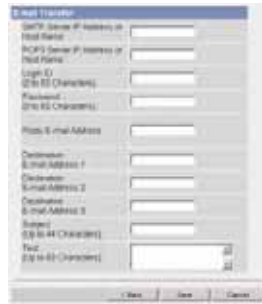 E-mail Transfer
SMTP Server IP Address or
Host Name
POP3 Server IP Address or
Host Name
Login ID
(0 to 63 Characters)
Password
(0 to 63 Characters)
Reply E-mail Address
Destination
E-mail Address 1
Destination
E-mail Address 2
Destination
E-mail Address 3
Subject
(Up to 44 Characters)
Text
(Up to 63 Characters)
< Back Save Cancel